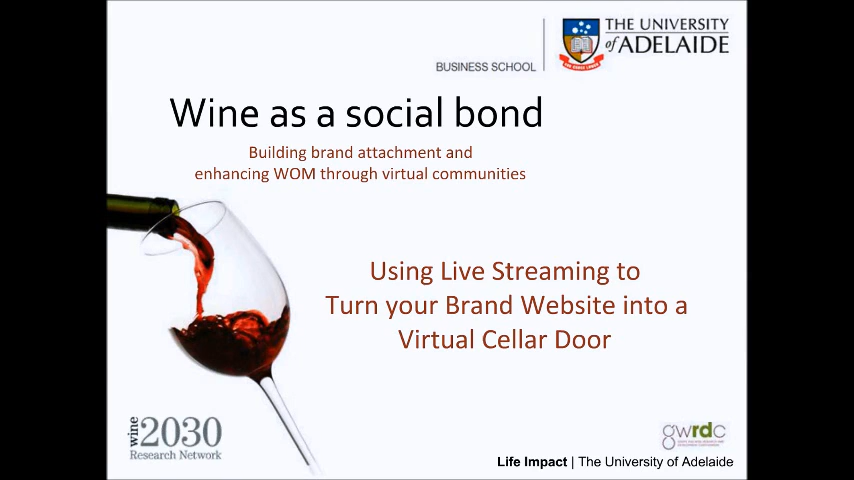 THE UNIVERSITY
of ADELAIDE
BUSINESS SCHOOL
Wine as a social bond
Building brand attachment and
enhancing WOM through virtual communities
Using Live Streaming to
Turn your Brand Website into a
Virtual Cellar Door
wine
2030
Research Network
gwrdc
Life Impact | The University of Adelaide